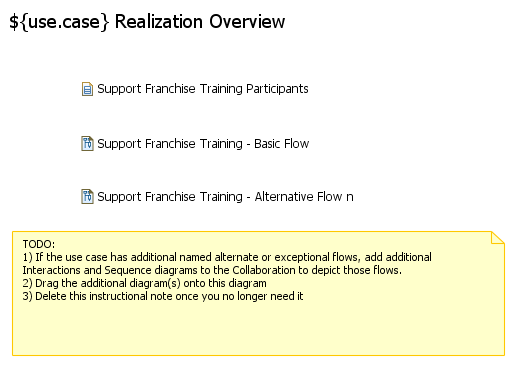 ${use.case} Realization Overview
Support Franchise Training Participants
Support Franchise Training - Basic Flow
Support Franchise Training - Alternative Flow n
TODO:
1) If the use case has additional named alternate or exceptional flows, add additional
Interactions and Sequence diagrams to the Collaboration to depict those flows.
2) Drag the additional diagram(s) onto this diagram
3) Delete this instructional note once you no longer need it